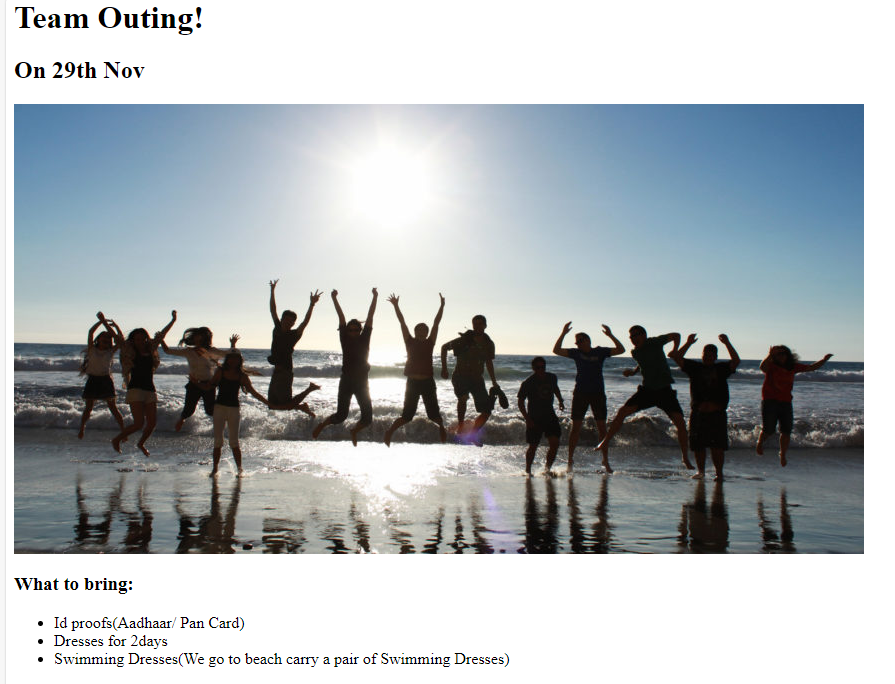 Team Outing!
On 29th Nov
What to bring:
Id proofs(Aadhaar/ Pan Card)
Dresses for 2days
Swimming Dresses(We go to beach carry a pair of Swimming Dresses)